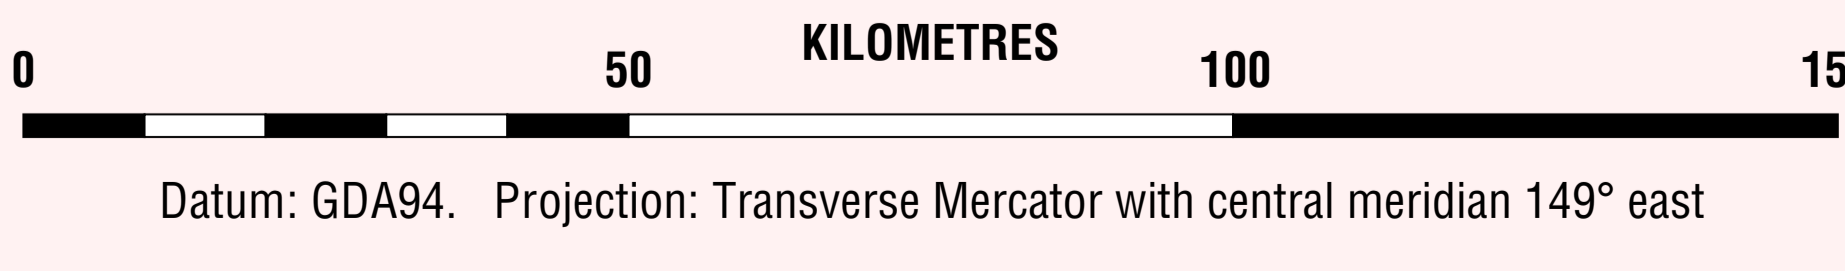 KILOMETRES
0 50 100 15
Datum: GDA94. Projection: Transverse Mercator with central meridian 149° east